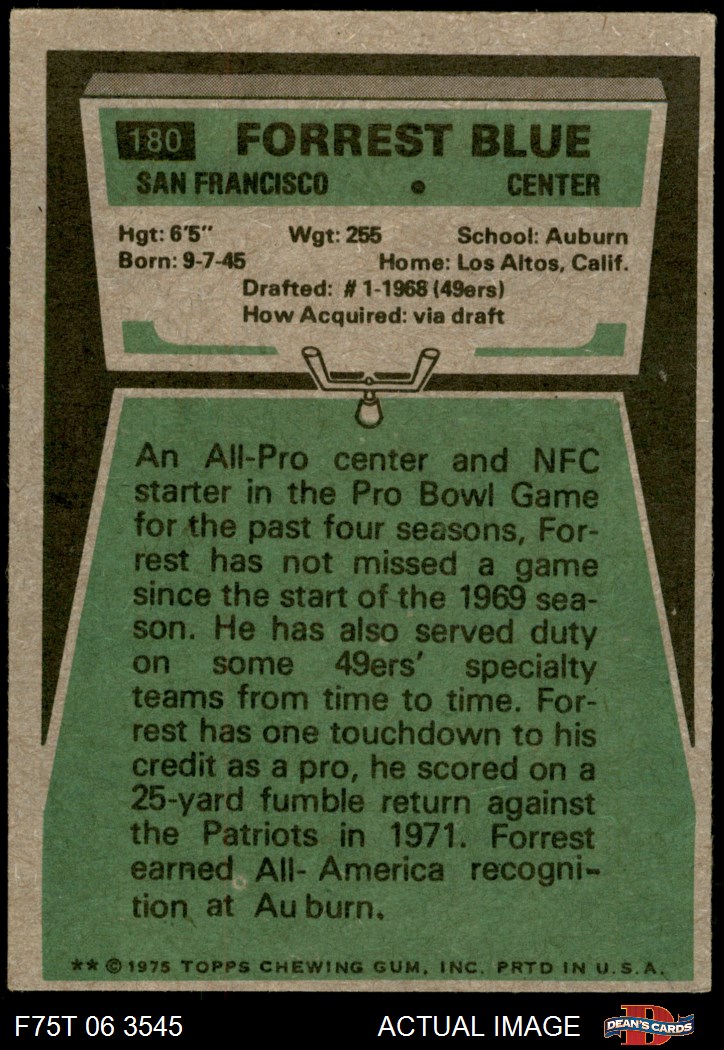 180 FORREST BLUE
SAN FRANCISCO • CENTER
Hgt: 6'5" Wgt: 255 School: Auburn
Born: 9-7-45 Home: Los Altos, Calif.
Drafted: # 1-1968 (49ers)
How Acquired: via draft
An All-Pro center and NFC
starter in the Pro Bowl Game
for the past four seasons, For-
rest has not missed a game
since the start of the 1969 sea-
son. He has also served duty
on some 49ers' specialty
teams from time to time. For-
rest has one touchdown to his
credit as a pro, he scored on a
25-yard fumble return against
the Patriots in 1971. Forrest
earned All- America recogni-
tion at Au burn.
** © 1975 TOPPS CHEWING GUM, INC. PRTD IN U.S.A.
F75T 06 3545 ACTUAL IMAGE D DEAN'S CARDS